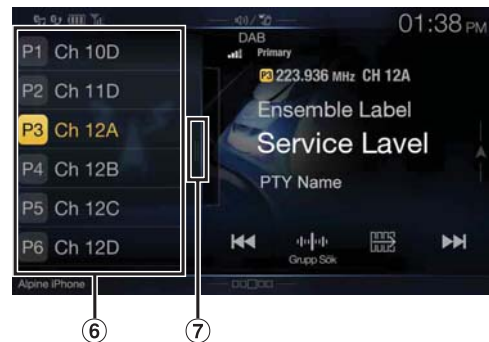 01:38 PM
DAB
Primary
P3 223.936 MHz CH 12A
Ensemble Label
Service Lavel
PTY Name
P1 Ch 10D
P2 Ch 11D
P3 Ch 12A
P4 Ch 12B
P5 Ch 12C
P6 Ch 12D
Grupp Sök
Alpine iPhone
6 7